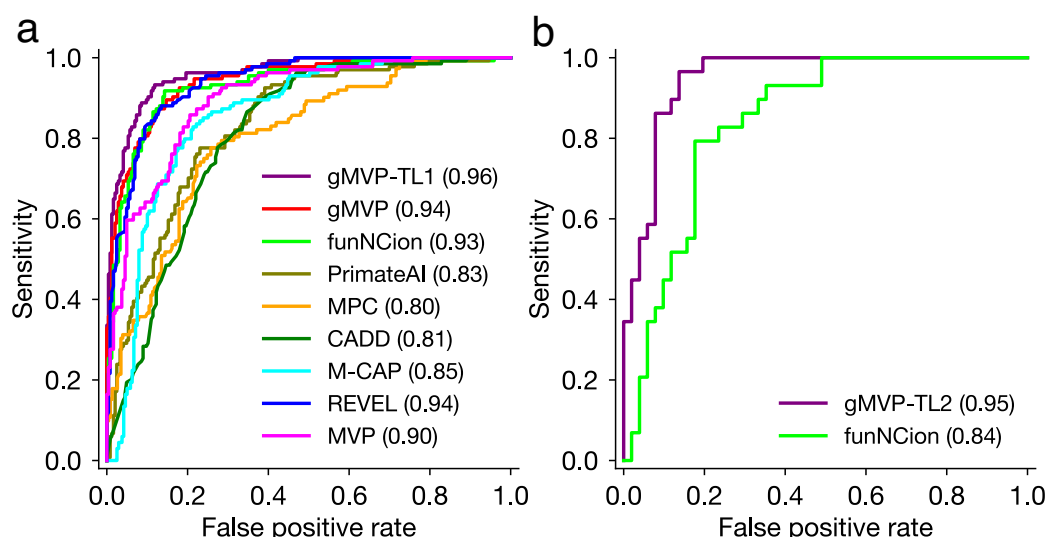 a
1.0
0.8
0.6
0.4
0.2
0.0
Sensitivity
gMVP-TL1 (0.96)
gMVP (0.94)
funNCion (0.93)
PrimateAI (0.83)
MPC (0.80)
CADD (0.81)
M-CAP (0.85)
REVEL (0.94)
MVP (0.90)
0.0 0.2 0.4 0.6 0.8 1.0
False positive rate
b
1.0
0.8
0.6
0.4
0.2
0.0
Sensitivity
gMVP-TL2 (0.95)
funNCion (0.84)
0.0 0.2 0.4 0.6 0.8 1.0
False positive rate